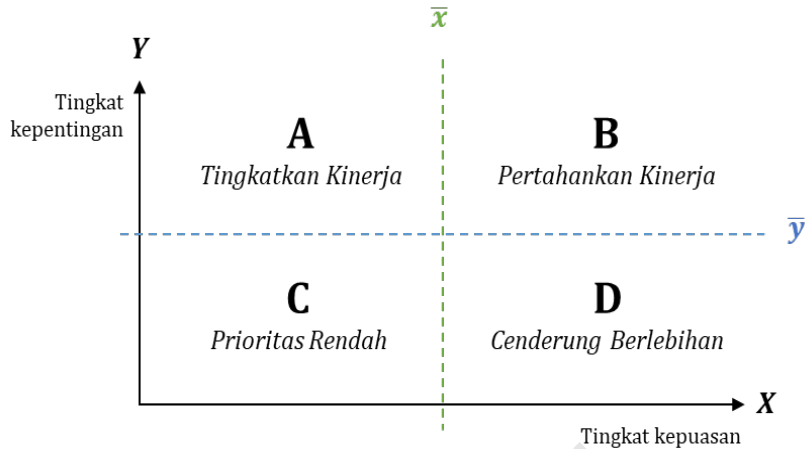 x̅
Y
Tingkat
kepentingan
A
Tingkatkan Kinerja
B
Pertahankan Kinerja
y̅
C
Prioritas Rendah
D
Cenderung Berlebihan
X
Tingkat kepuasan